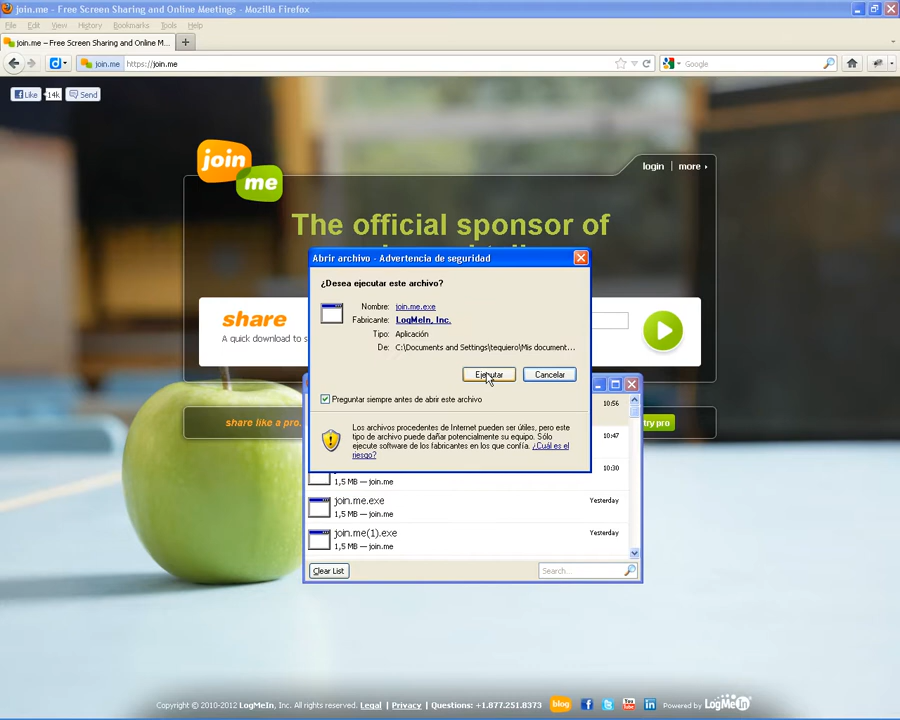 join.me - Free Screen Sharing and Online Meetings - Mozilla Firefox
File Edit View History Bookmarks Tools Help
join.me – Free Screen Sharing and Online M...
join.me https://join.me Google
Like 14k Send
join
me
login more
The official sponsor of
Abrir archivo - Advertencia de seguridad
¿Desea ejecutar este archivo?
Nombre: join.me.exe
Fabricante: LogMeIn, Inc.
Tipo: Aplicación
De: C:\Documents and Settings\tequiero\Mis document...
Ejecutar Cancelar
Preguntar siempre antes de abrir este archivo
Los archivos procedentes de Internet pueden ser útiles, pero este
tipo de archivo puede dañar potencialmente su equipo. Sólo
ejecute software de los fabricantes en los que confía. ¿Cuál es el
riesgo?
share
A quick download to s
share like a pro.
try pro
10:56
10:47
10:30
1,5 MB — join.me
join.me.exe Yesterday
1,5 MB — join.me
join.me(1).exe Yesterday
1,5 MB — join.me
Clear List Search...
Copyright © 2010-2012 LogMeIn, Inc. All rights reserved. Legal | Privacy | Questions: +1.877.251.8373 blog You Tube in Powered by LogMeIn